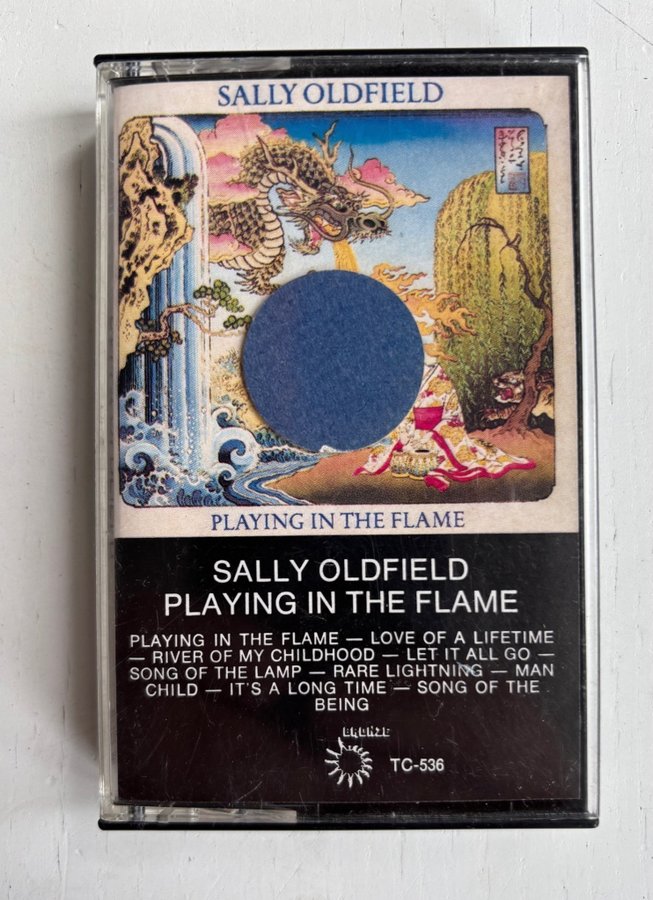 SALLY OLDFIELD
PLAYING IN THE FLAME
SALLY OLDFIELD
PLAYING IN THE FLAME
PLAYING IN THE FLAME — LOVE OF A LIFETIME
— RIVER OF MY CHILDHOOD — LET IT ALL GO —
SONG OF THE LAMP — RARE LIGHTNING — MAN
CHILD — IT'S A LONG TIME — SONG OF THE
BEING
BRONZE
TC-536